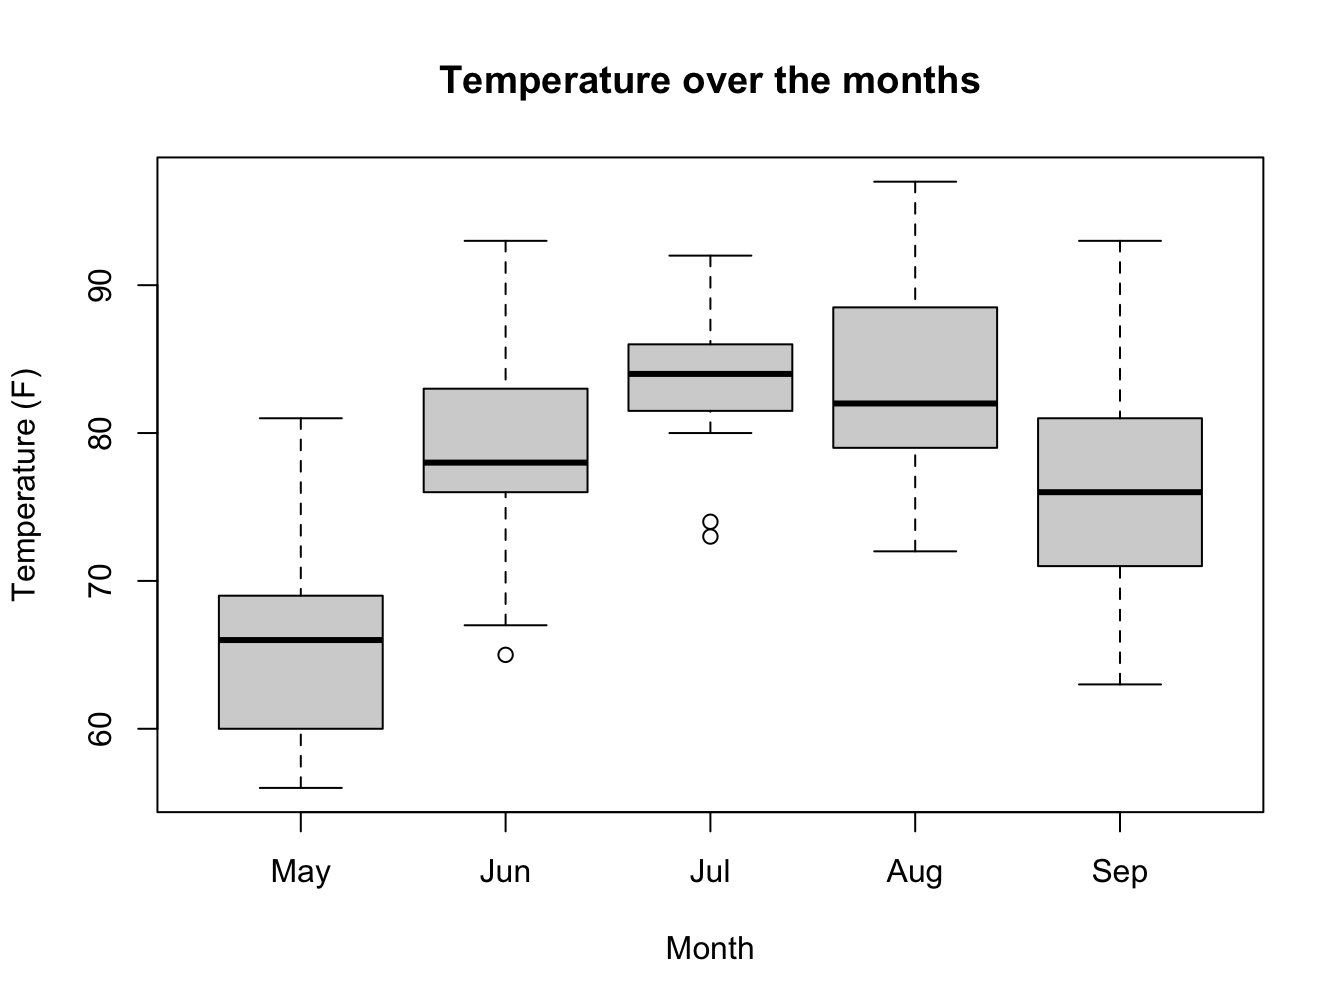 Temperature over the months
Temperature (F)
90
80
70
60
May Jun Jul Aug Sep
Month